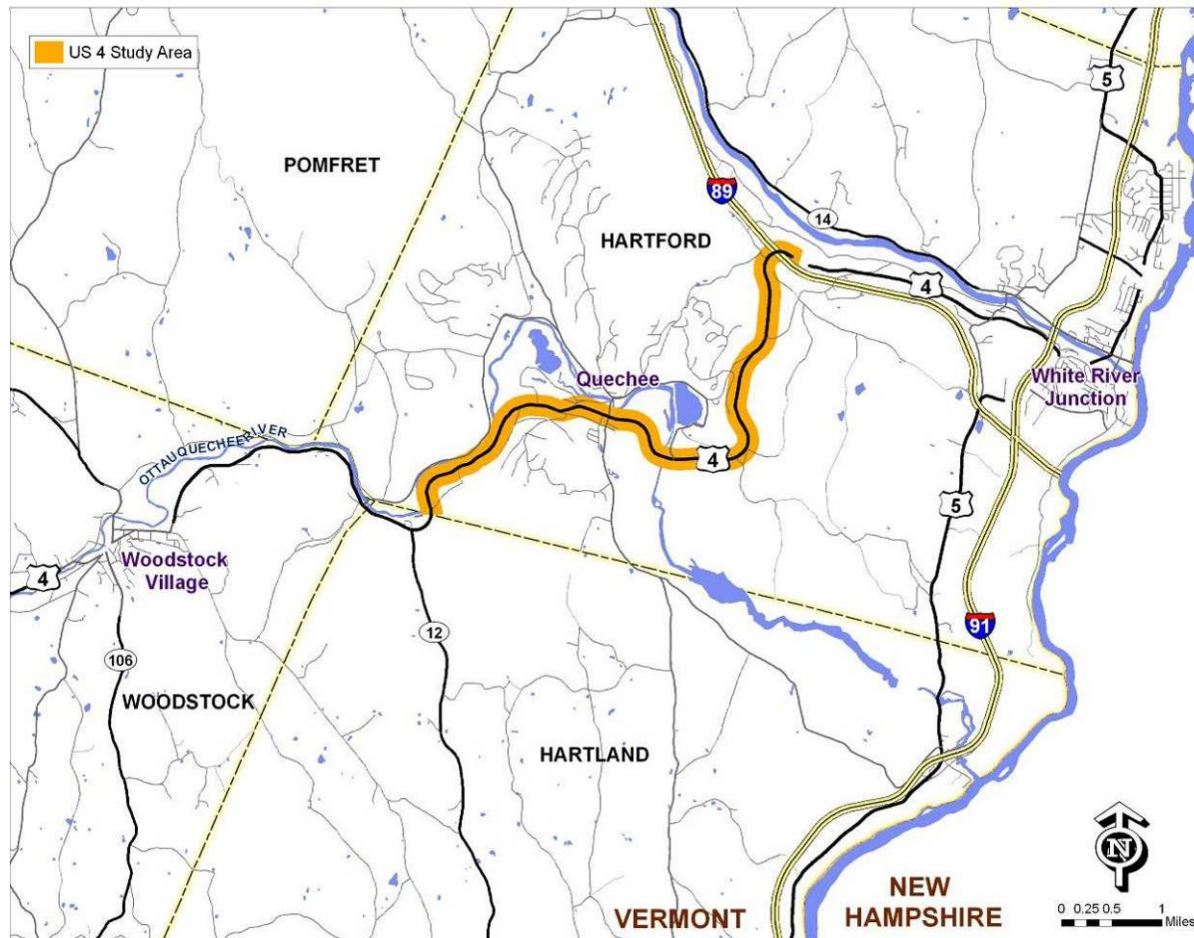 US 4 Study Area
5
POMFRET
89
14
HARTFORD
4
Quechee
White River
Junction
OTTAUQUECHEE RIVER
4
5
4
Woodstock
Village
12
91
106
WOODSTOCK
HARTLAND
N
NEW
HAMPSHIRE
VERMONT
0 0.25 0.5 1
Miles